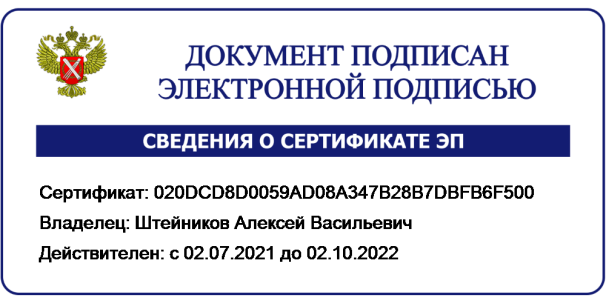 ДОКУМЕНТ ПОДПИСАН
ЭЛЕКТРОННОЙ ПОДПИСЬЮ
СВЕДЕНИЯ О СЕРТИФИКАТЕ ЭП
Сертификат: 020DCD8D0059AD08A347B28B7DBFB6F500
Владелец: Штейников Алексей Васильевич
Действителен: с 02.07.2021 до 02.10.2022